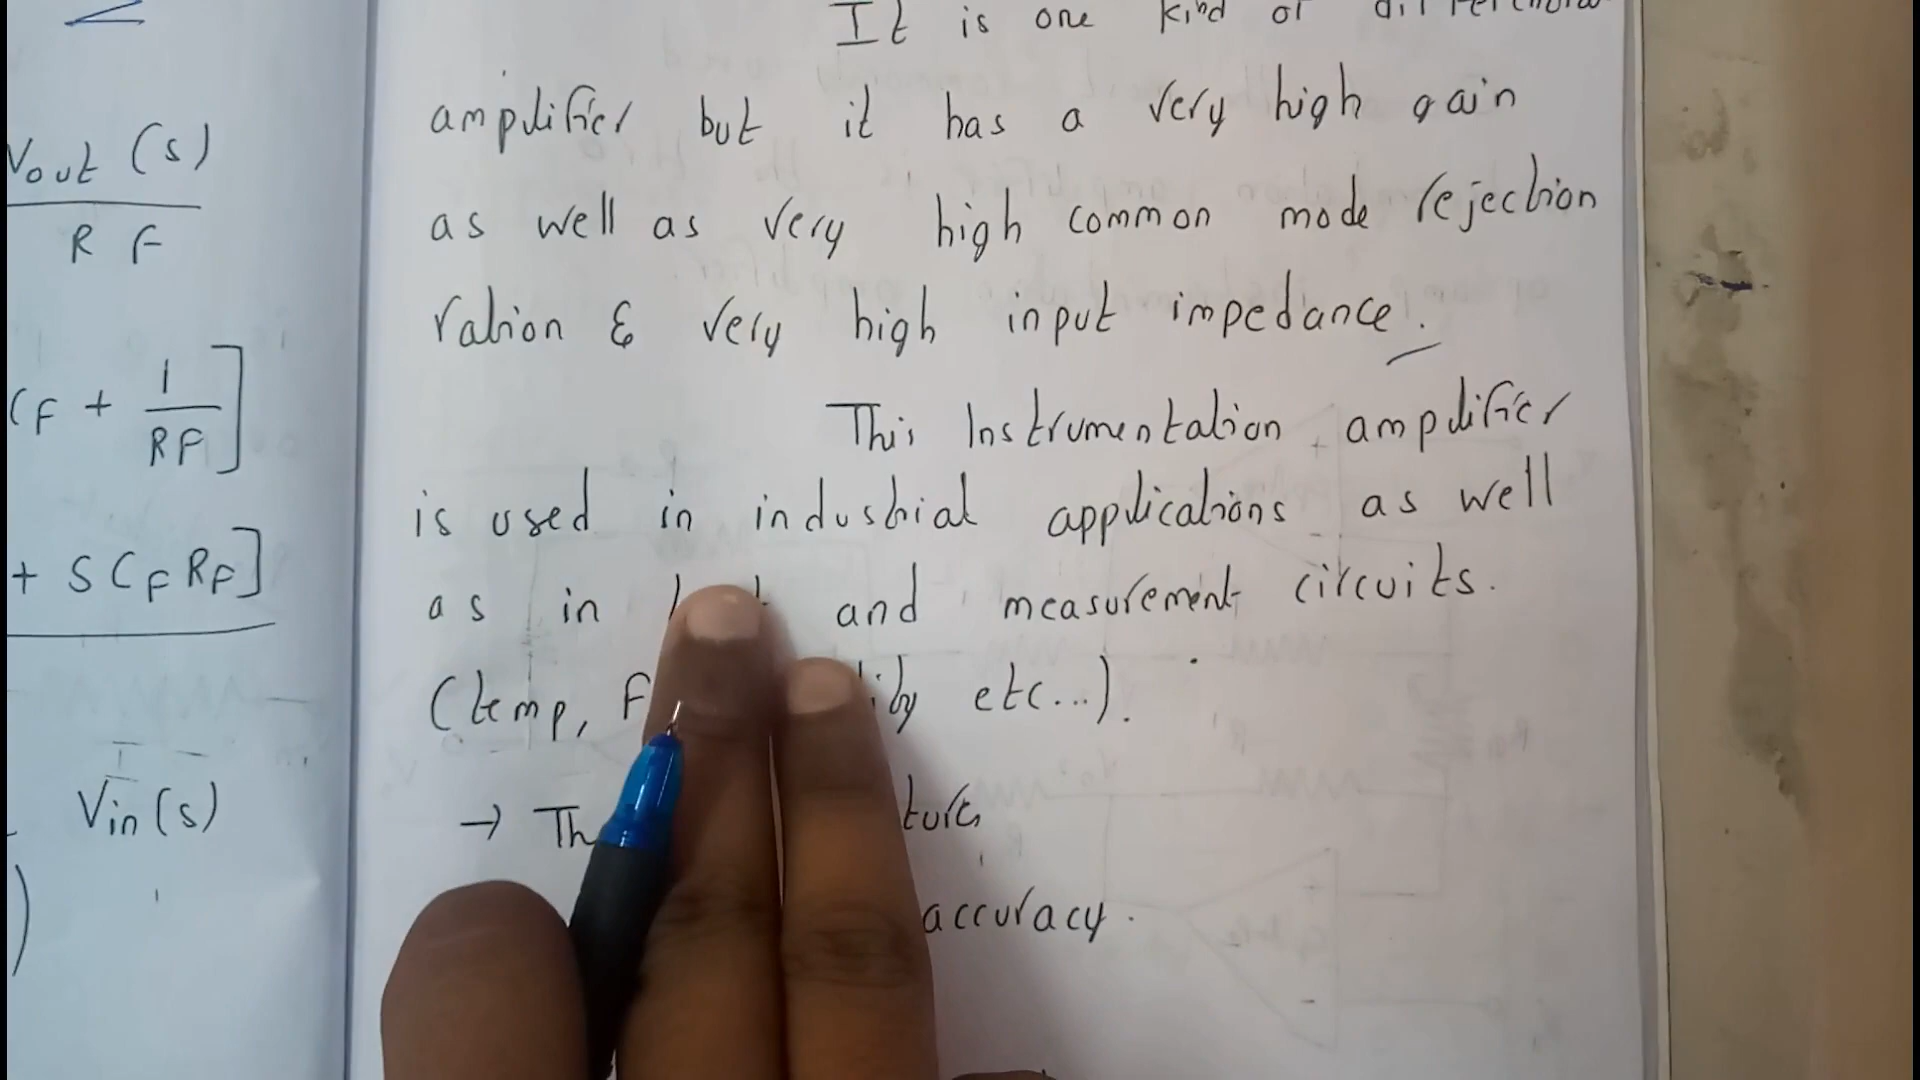 Vout (s)
R F
CF + 1
RF ]
+ SCFRF]
Vin(s)
It is one kind of
amplifier but it has a very high gain
as well as very high common mode rejection
ration & very high input impedance.
This Instrumentation amplifier
is used in industrial applications as well
as in and measurement circuits.
(temp, etc...).
→
accuracy.